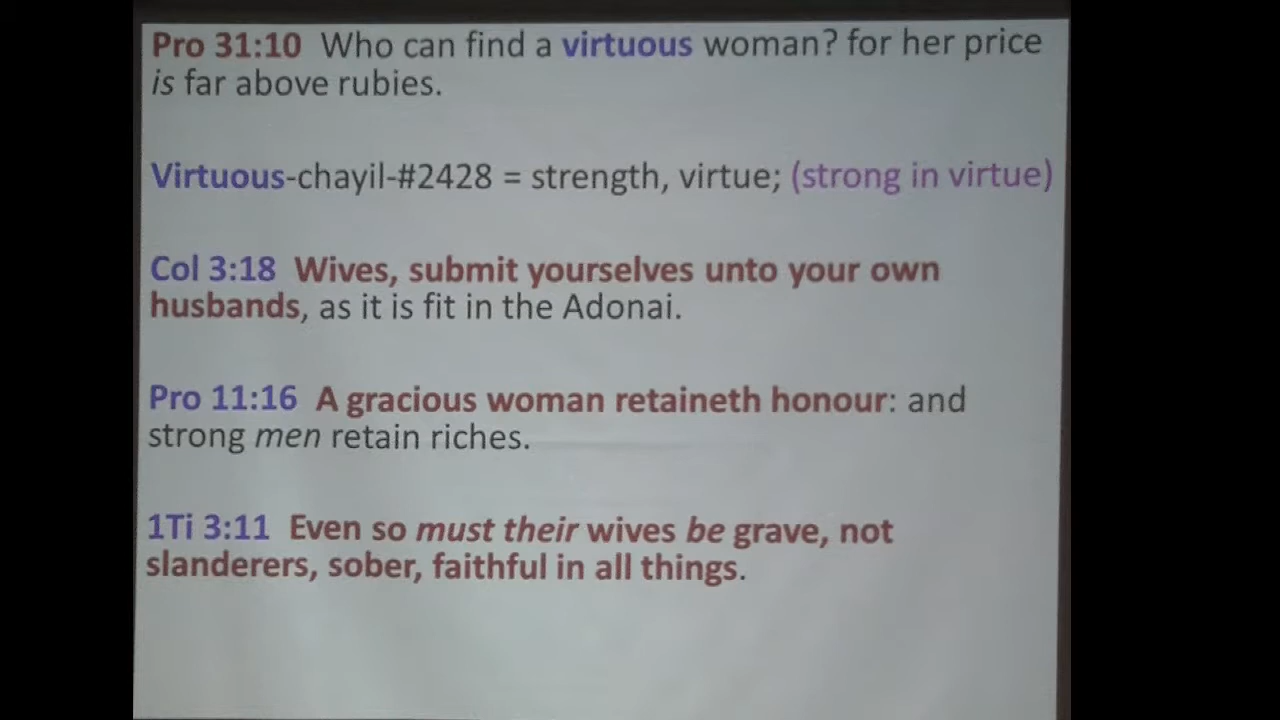 Pro 31:10 Who can find a virtuous woman? for her price
is far above rubies.
Virtuous-chayil-#2428 = strength, virtue; (strong in virtue)
Col 3:18 Wives, submit yourselves unto your own
husbands, as it is fit in the Adonai.
Pro 11:16 A gracious woman retaineth honour: and
strong men retain riches.
1Ti 3:11 Even so must their wives be grave, not
slanderers, sober, faithful in all things.